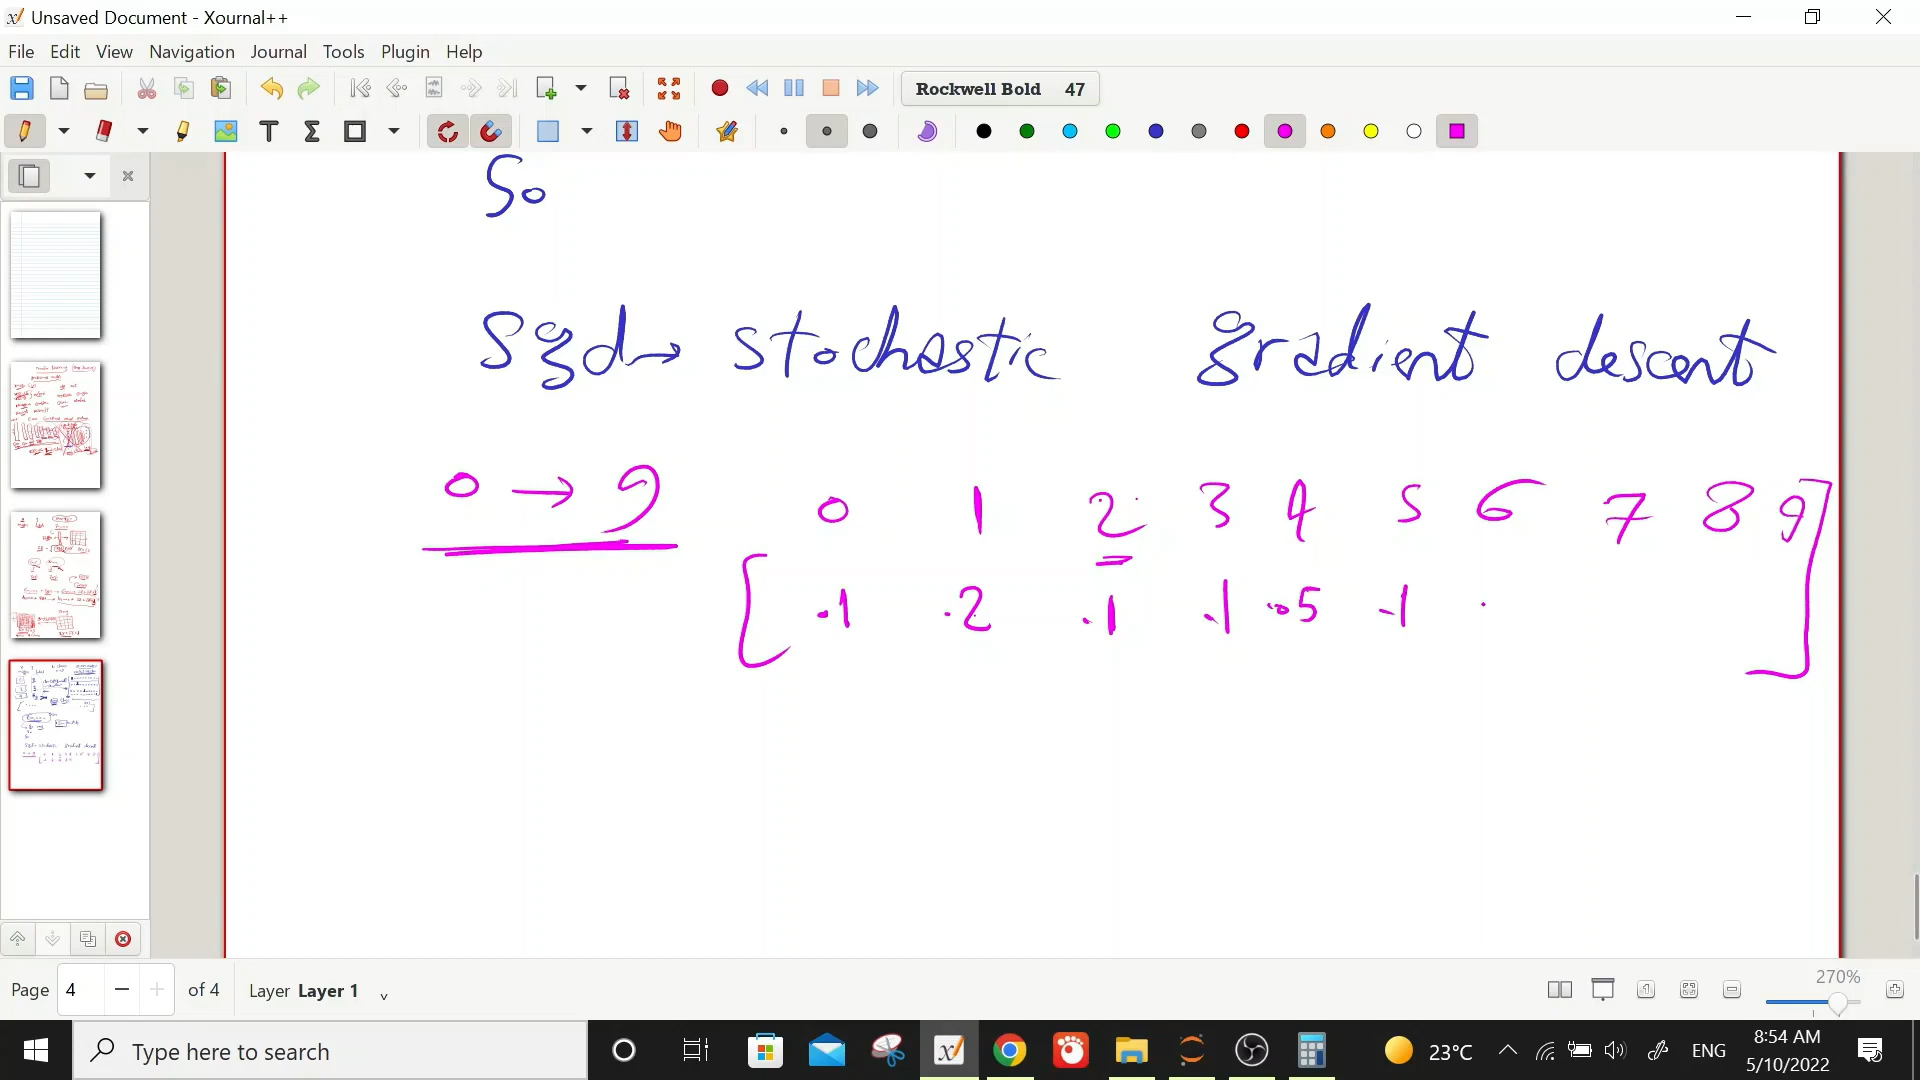 Unsaved Document - Xournal++
File Edit View Navigation Journal Tools Plugin Help
Rockwell Bold 47
So
Sgd→ stochastic gradient descent
0 → 9 0 1 2 3 4 5 6 7 8 9
[ .1 .2 .1 .1 .05 .1 . ]
Page 4 of 4 Layer Layer 1
270%
Type here to search
23°C ENG 8:54 AM
5/10/2022